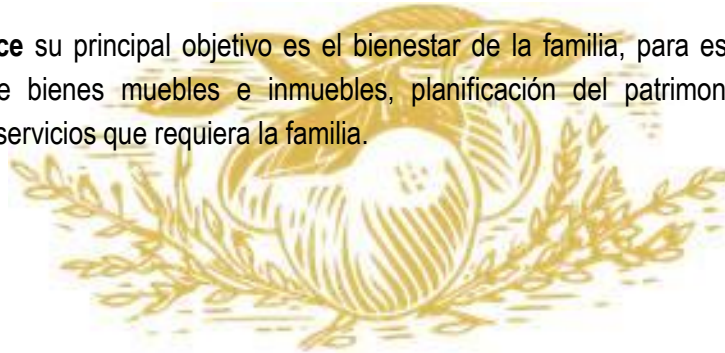 ce su principal objetivo es el bienestar de la familia, para es
e bienes muebles e inmuebles, planificación del patrimon
servicios que requiera la familia.